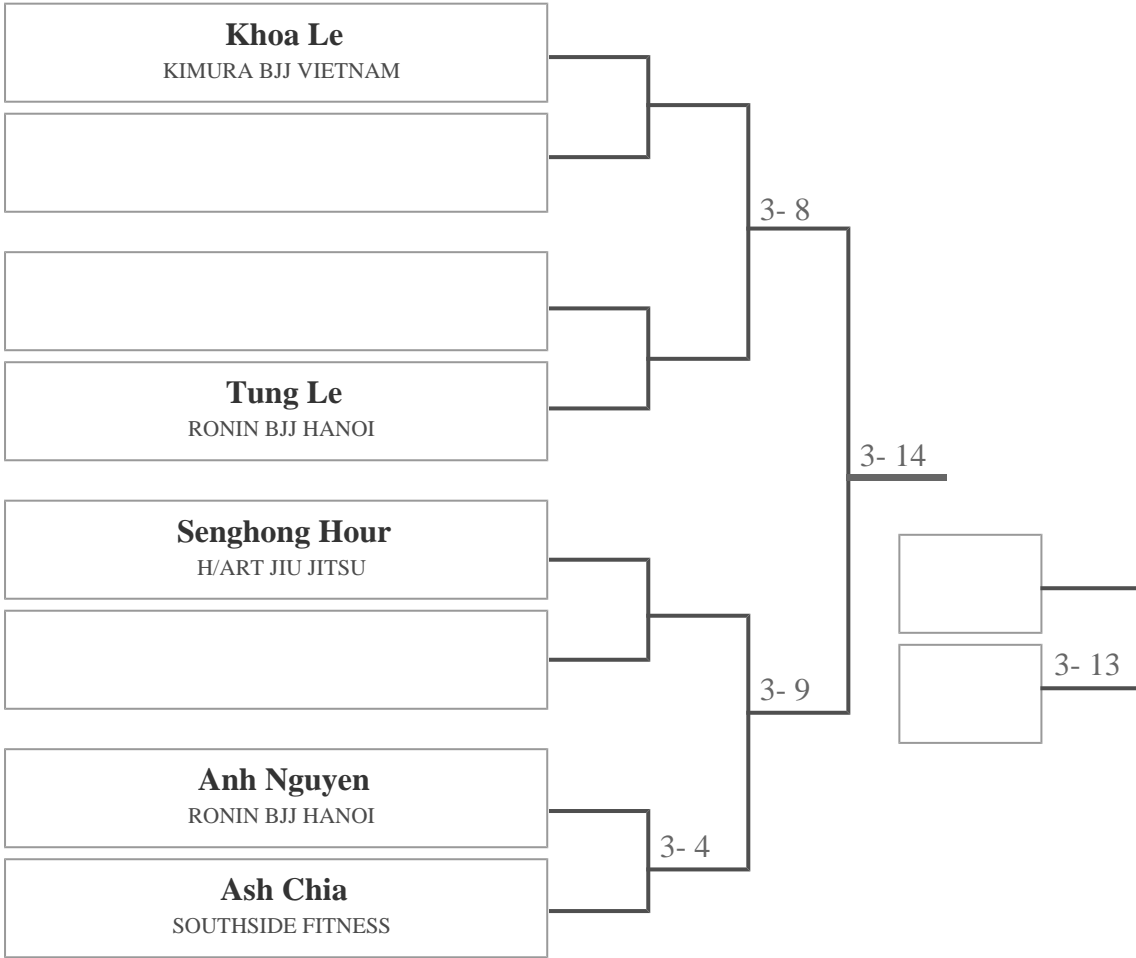 Khoa Le
KIMURA BJJ VIETNAM
3- 8
Tung Le
RONIN BJJ HANOI
3- 14
Senghong Hour
H/ART JIU JITSU
3- 13
3- 9
Anh Nguyen
RONIN BJJ HANOI
3- 4
Ash Chia
SOUTHSIDE FITNESS